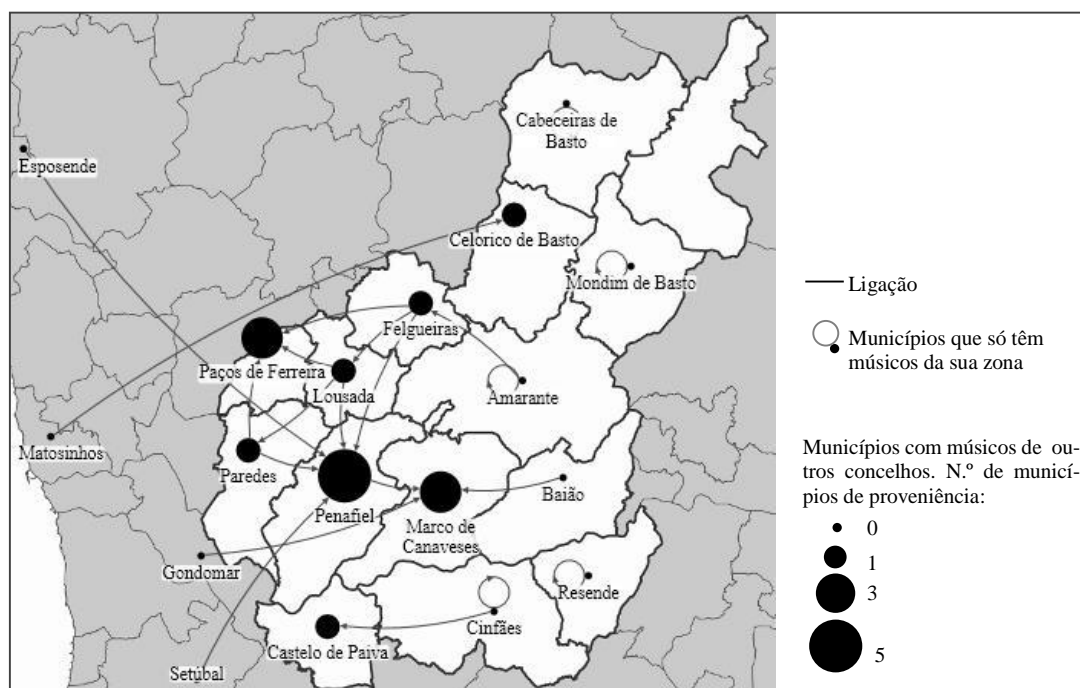 Cabeceiras de
Basto
Esposende
Celorico de Basto
Mondim de Basto
Felgueiras
Paços de Ferreira
Lousada
Amarante
Matosinhos
Paredes
Baião
Penafiel
Marco de
Canaveses
Gondomar
Resende
Cinfães
Castelo de Paiva
Setúbal
Ligação
Municípios que só têm
músicos da sua zona
Municípios com músicos de ou-
tros concelhos. N.º de municí-
pios de proveniência:
0
1
3
5